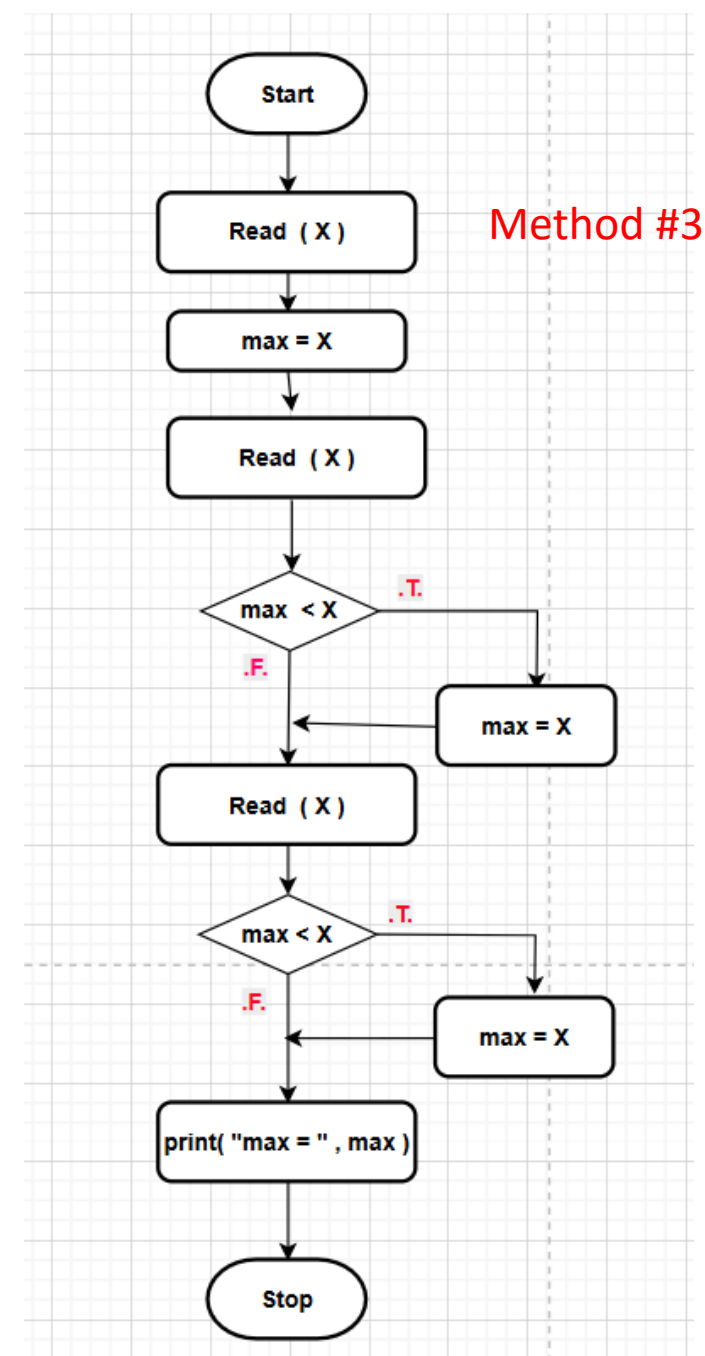 Start
Read ( X )
Method #3
max = X
Read ( X )
max < X
.T.
.F.
max = X
Read ( X )
max < X
.T.
.F.
max = X
print( "max = " , max )
Stop